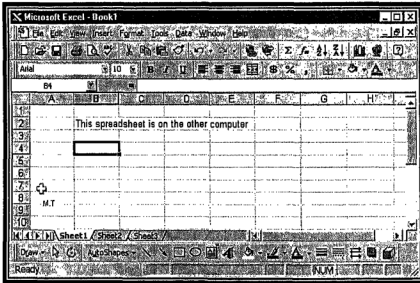 Microsoft Excel - Book1
File Edit View Insert Format Tools Data Window Help
Arial 10 B I U $ % ,
B4 =
A B C D E F G H
1
2 This spreadsheet is on the other computer
3
4
5
6
7
8 M.T
9
10
Sheet1 Sheet2 Sheet3
Draw AutoShapes
Ready NUM